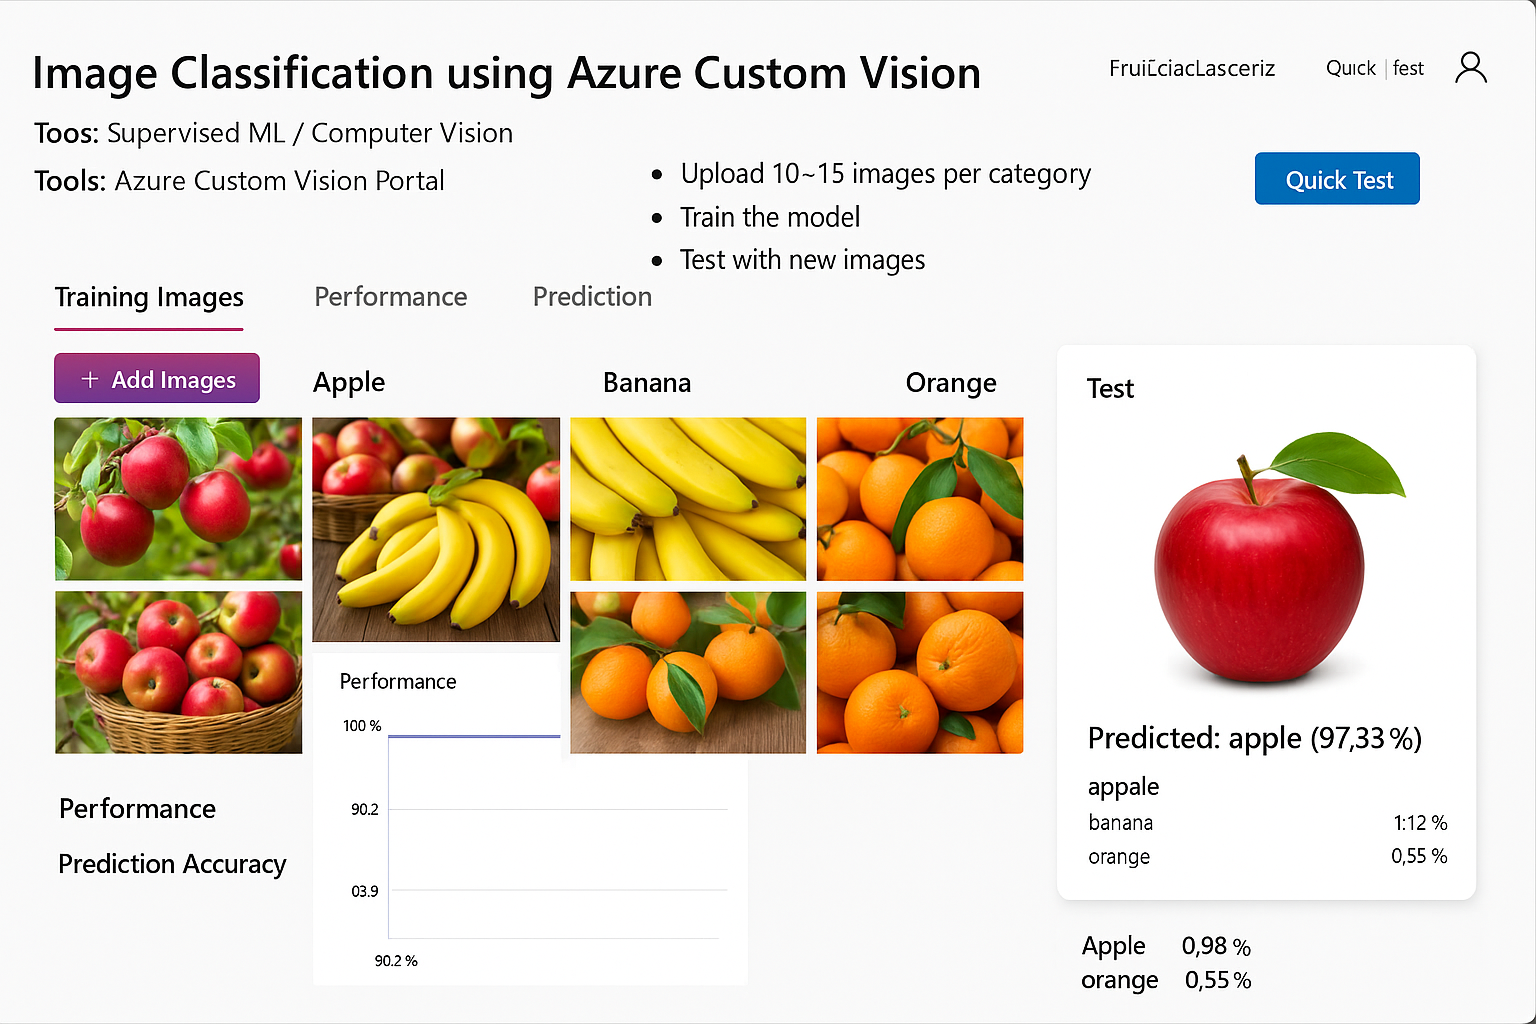 Image Classification using Azure Custom Vision
Quick fest
Toos: Supervised ML / Computer Vision
Tools: Azure Custom Vision Portal
• Upload 10~15 images per category
• Train the model
• Test with new images
Quick Test
Training Images Performance Prediction
+ Add Images
Apple Banana Orange
Test
Performance
100 %
90.2
03.9
90.2 %
Performance
Prediction Accuracy
Predicted: apple (97,33 %)
appale
banana 1:12 %
orange 0,55 %
Apple 0,98 %
orange 0,55 %